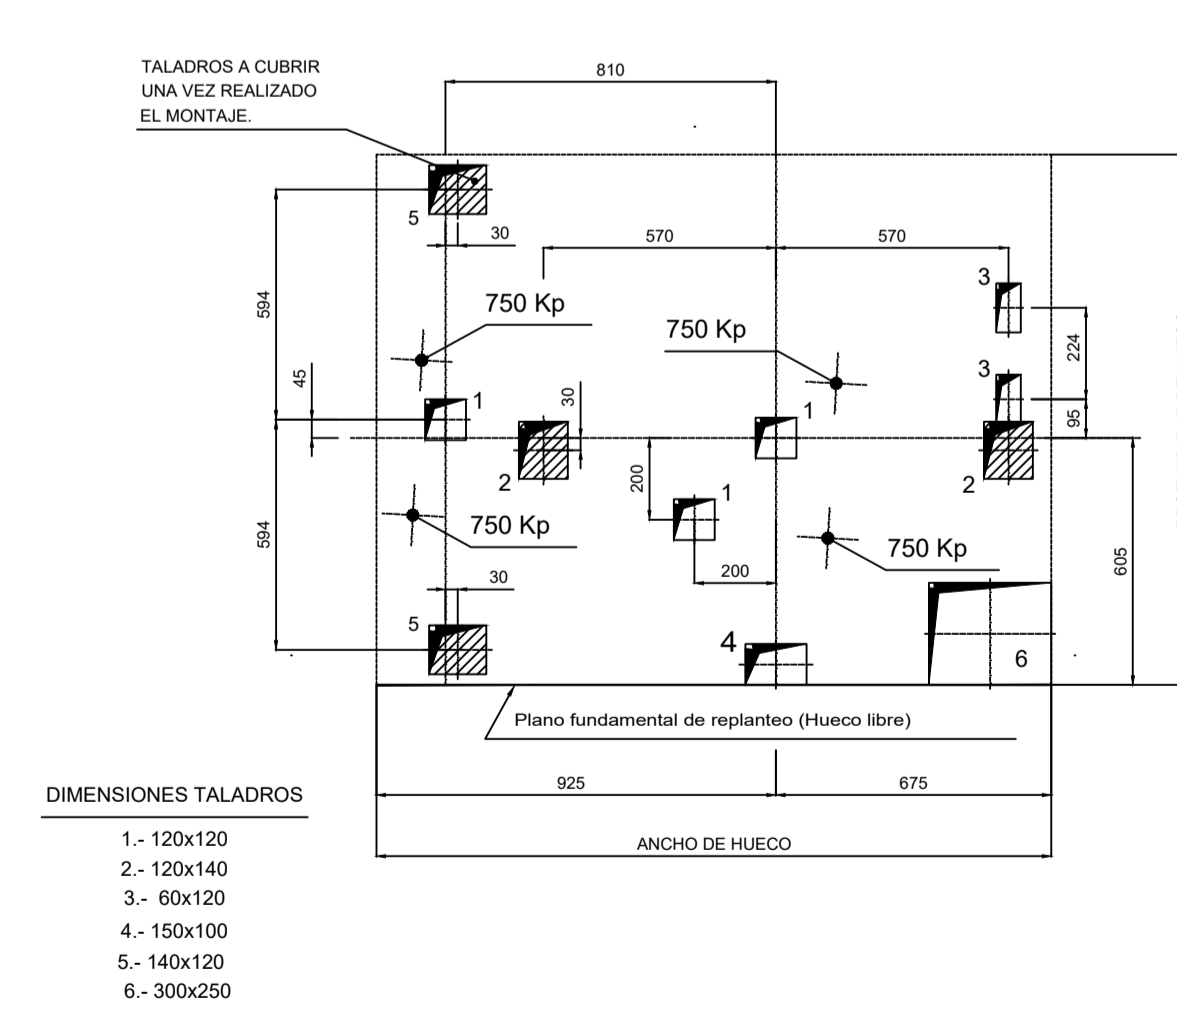 TALADROS A CUBRIR
UNA VEZ REALIZADO
EL MONTAJE.
810
5
30
570
570
3
594
750 Kp
750 Kp
224
3
45
1
30
1
95
2
200
1
2
594
750 Kp
750 Kp
605
30
200
5
4
6
Plano fundamental de replanteo (Hueco libre)
925
675
ANCHO DE HUECO
DIMENSIONES TALADROS
1.- 120x120
2.- 120x140
3.- 60x120
4.- 150x100
5.- 140x120
6.- 300x250